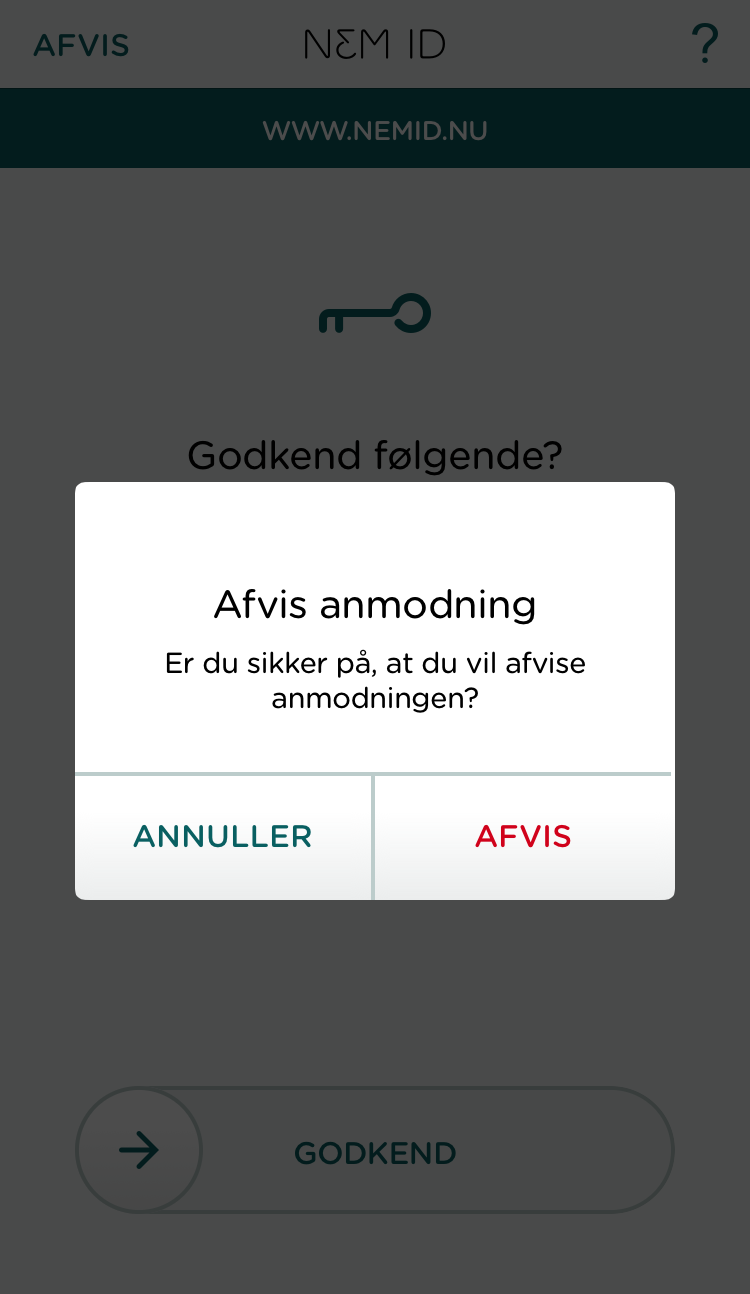 AFVIS
NEM ID
?
WWW.NEMID.NU
Godkend følgende?
Afvis anmodning
Er du sikker på, at du vil afvise
anmodningen?
ANNULLER
AFVIS
GODKEND